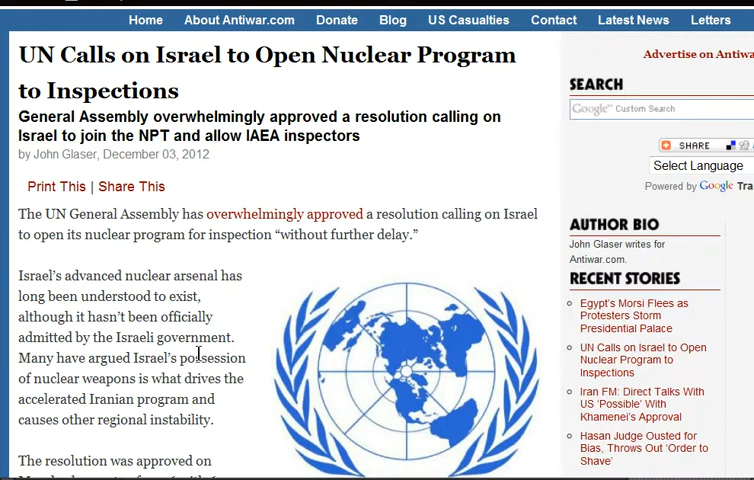 Home About Antiwar.com Donate Blog US Casualties Contact Latest News Letters
UN Calls on Israel to Open Nuclear Program
to Inspections
General Assembly overwhelmingly approved a resolution calling on
Israel to join the NPT and allow IAEA inspectors
by John Glaser, December 03, 2012
Print This | Share This
The UN General Assembly has overwhelmingly approved a resolution calling on Israel
to open its nuclear program for inspection “without further delay.”
Israel’s advanced nuclear arsenal has
long been understood to exist,
although it hasn’t been officially
admitted by the Israeli government.
Many have argued Israel’s possession
of nuclear weapons is what drives the
accelerated Iranian program and
causes other regional instability.
The resolution was approved on
Advertise on Antiwa
SEARCH
Google™ Custom Search
SHARE
Select Language
Powered by Google Tra
AUTHOR BIO
John Glaser writes for
Antiwar.com.
RECENT STORIES
Egypt's Morsi Flees as
Protesters Storm
Presidential Palace
UN Calls on Israel to Open
Nuclear Program to
Inspections
Iran FM: Direct Talks With
US ‘Possible’ With
Khamenei's Approval
Hasan Judge Ousted for
Bias, Throws Out ‘Order to
Shave’